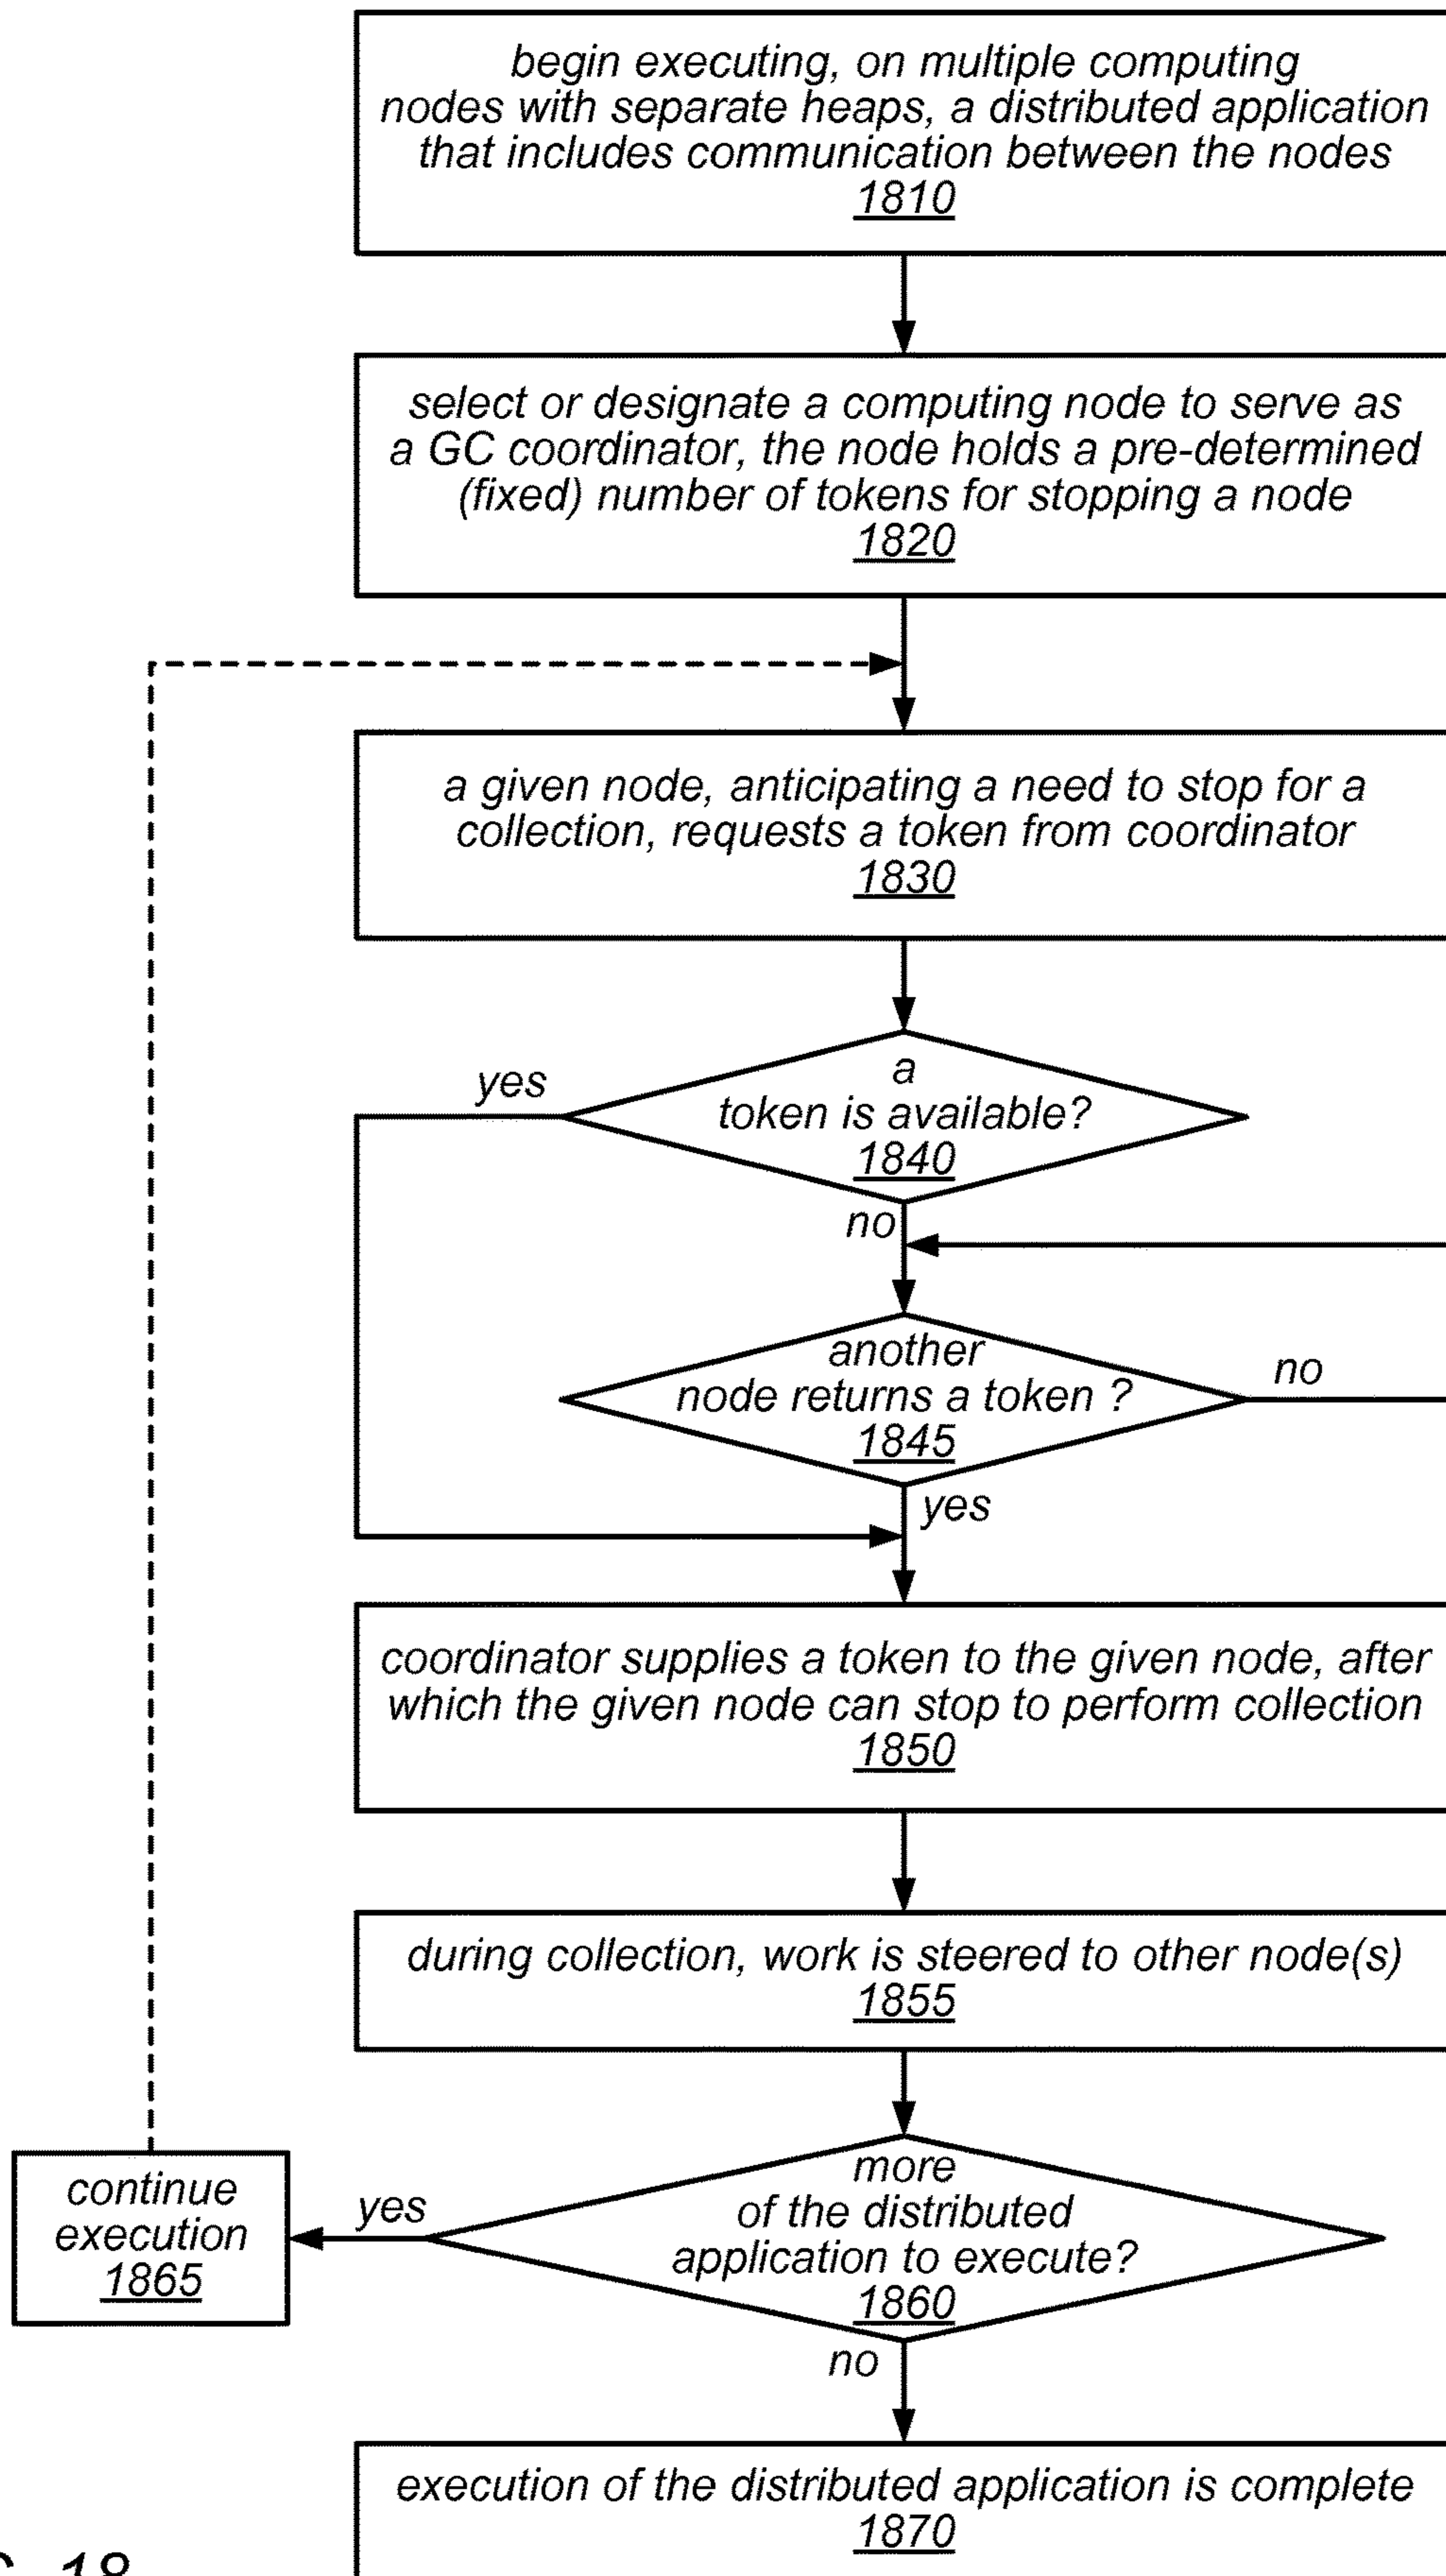 begin executing, on multiple computing
nodes with separate heaps, a distributed application
that includes communication between the nodes
1810
select or designate a computing node to serve as
a GC coordinator, the node holds a pre-determined
(fixed) number of tokens for stopping a node
1820
a given node, anticipating a need to stop for a
collection, requests a token from coordinator
1830
yes
a
token is available?
1840
no
another
node returns a token ?
1845
no
yes
coordinator supplies a token to the given node, after
which the given node can stop to perform collection
1850
during collection, work is steered to other node(s)
1855
continue
execution
1865
yes
more
of the distributed
application to execute?
1860
no
execution of the distributed application is complete
1870
18